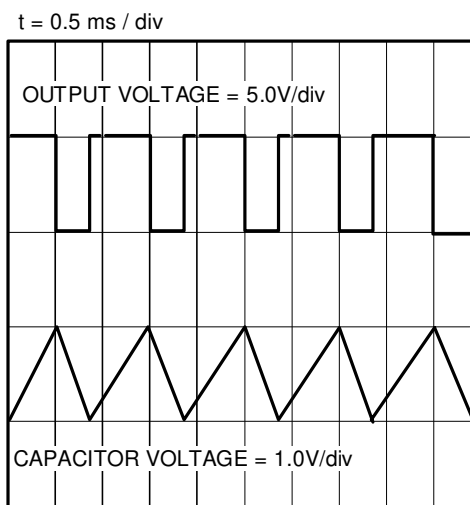 t = 0.5 ms / div
OUTPUT VOLTAGE = 5.0V/div
CAPACITOR VOLTAGE = 1.0V/div